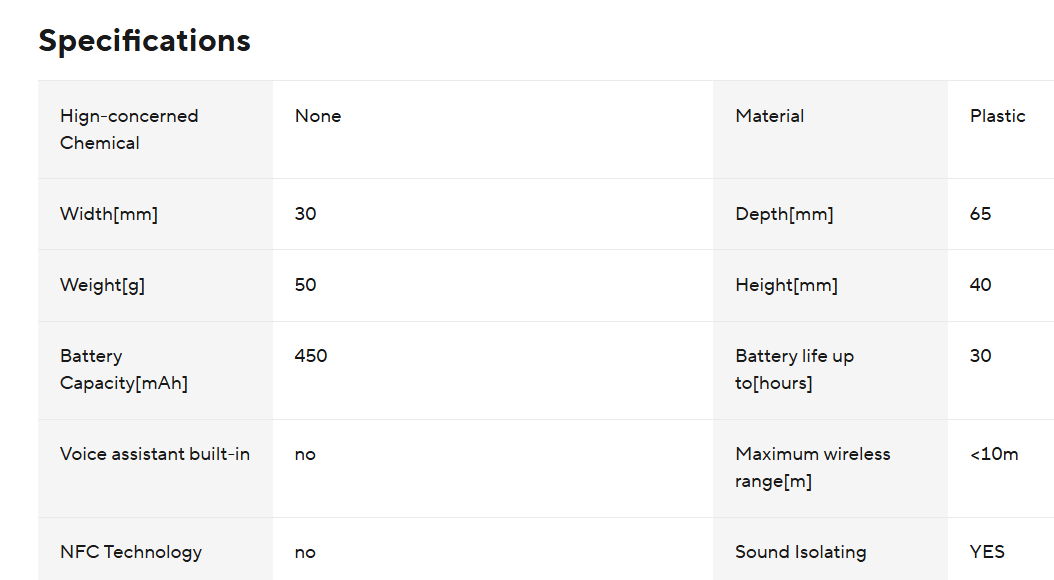 Specifications
Hign-concerned
Chemical
None
Material
Plastic
Width[mm]
30
Depth[mm]
65
Weight[g]
50
Height[mm]
40
Battery
Capacity[mAh]
450
Battery life up
to[hours]
30
Voice assistant built-in
no
Maximum wireless
range[m]
<10m
NFC Technology
no
Sound Isolating
YES